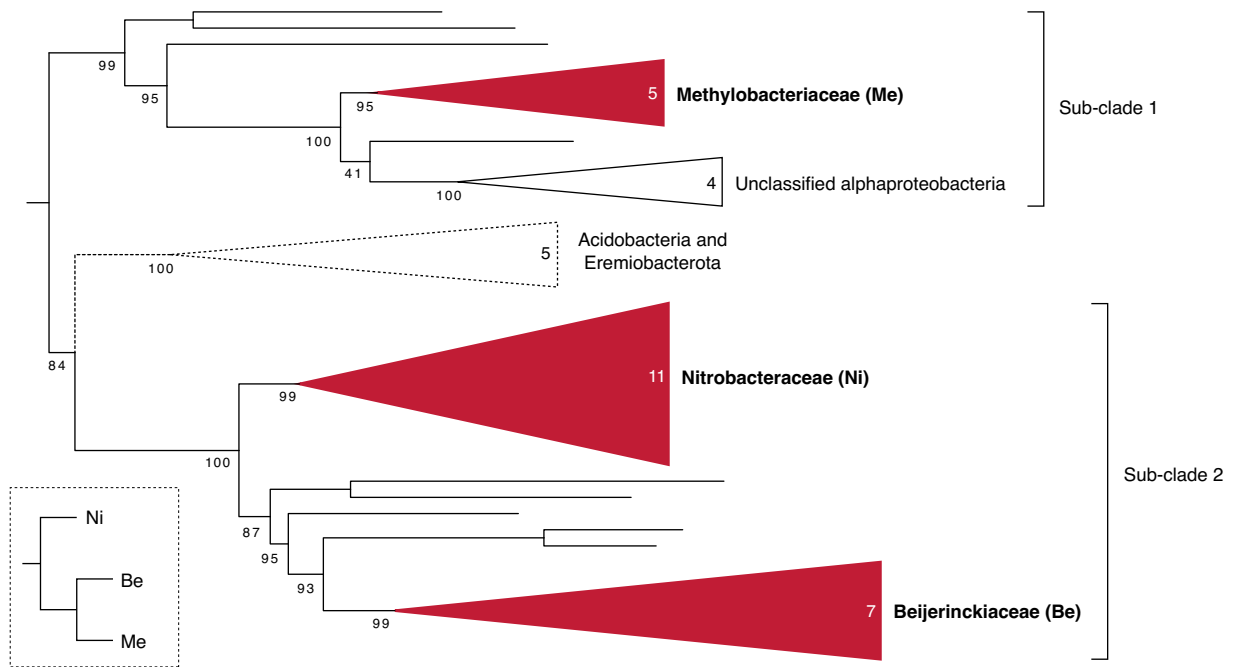 99
95
95
5
Methylobacteriaceae (Me)
Sub-clade 1
100
41
100
4
Unclassified alphaproteobacteria
100
5
Acidobacteria and
Eremiobacterota
84
99
11
Nitrobacteraceae (Ni)
100
Sub-clade 2
87
95
93
99
7
Beijerinckiaceae (Be)
Ni
Be
Me